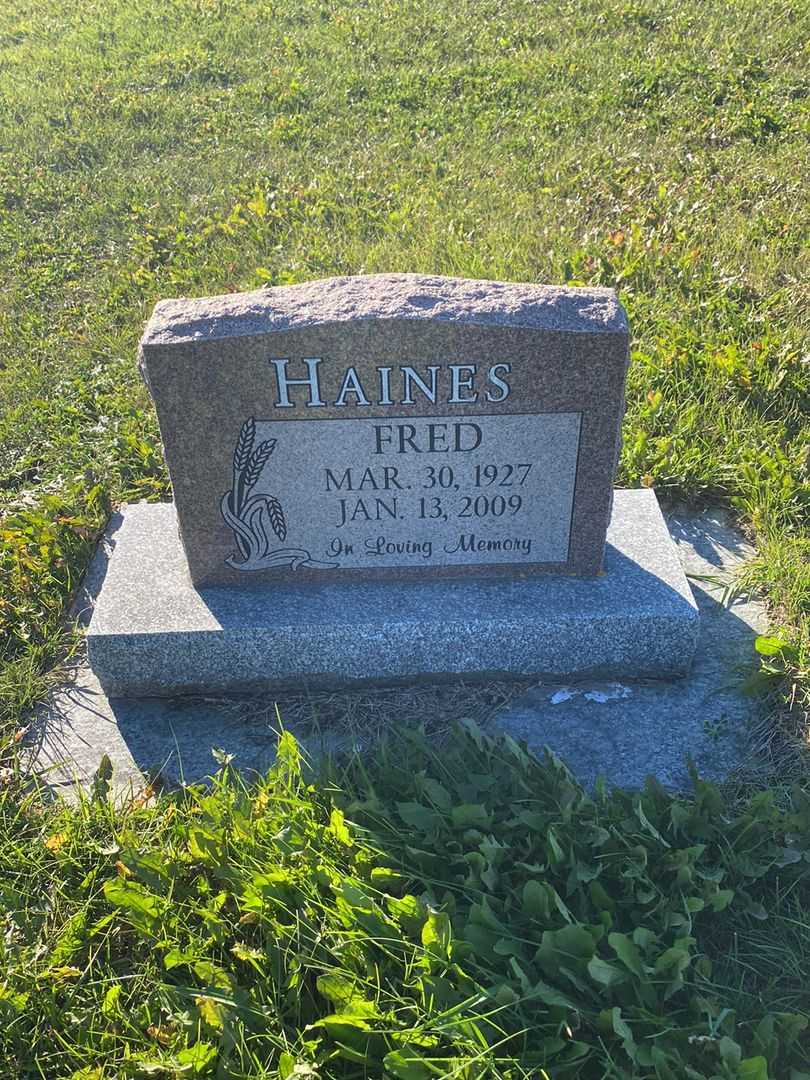 HAINES
FRED
MAR. 30, 1927
JAN. 13, 2009
In Loving Memory